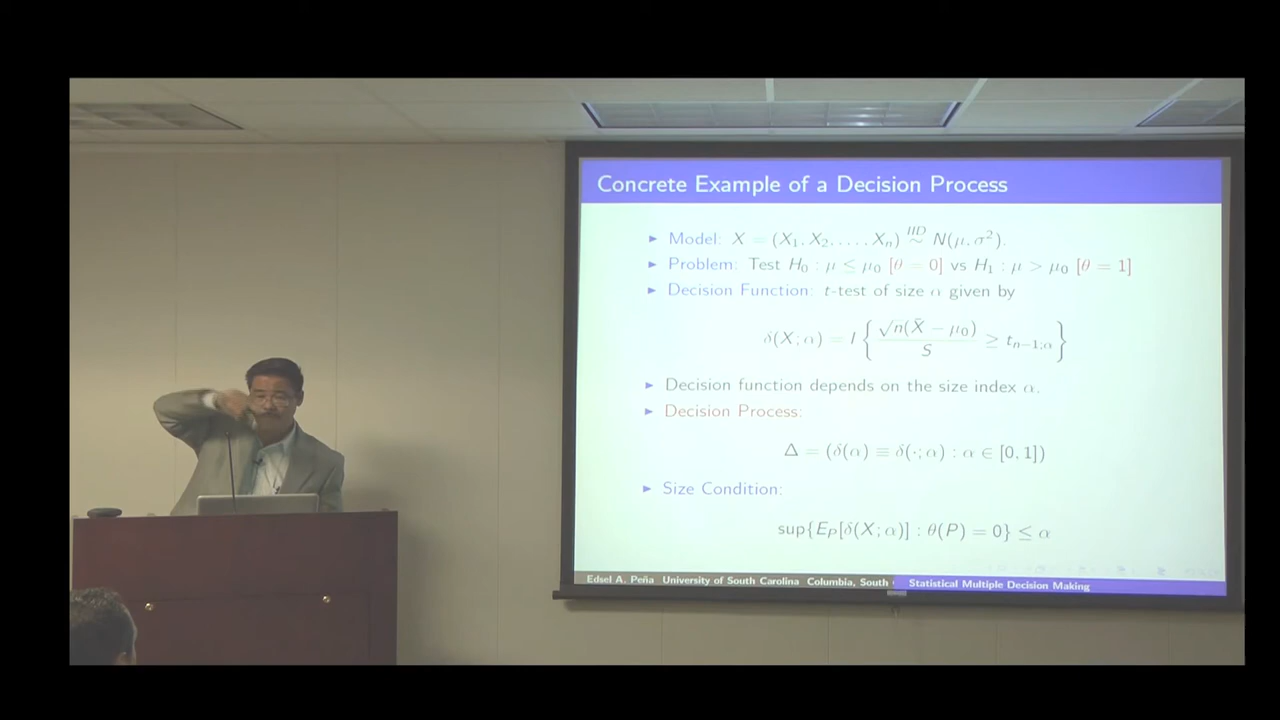 Concrete Example of a Decision Process
► Model: X = (X₁, X₂, . . . , Xₙ) IID ∼ N(μ, σ²).
► Problem: Test H₀ : μ ≤ μ₀ [θ = 0] vs H₁ : μ > μ₀ [θ = 1]
► Decision Function: t-test of size α given by
δ(X; α) = I { √n(X̄ − μ₀) / S ≥ tₙ₋₁;α }
► Decision function depends on the size index α.
► Decision Process:
Δ = (δ(α) ≡ δ(·; α) : α ∈ [0, 1])
► Size Condition:
sup{E_P[δ(X; α)] : θ(P) = 0} ≤ α
Edsel A. Peña University of South Carolina Columbia, South Statistical Multiple Decision Making